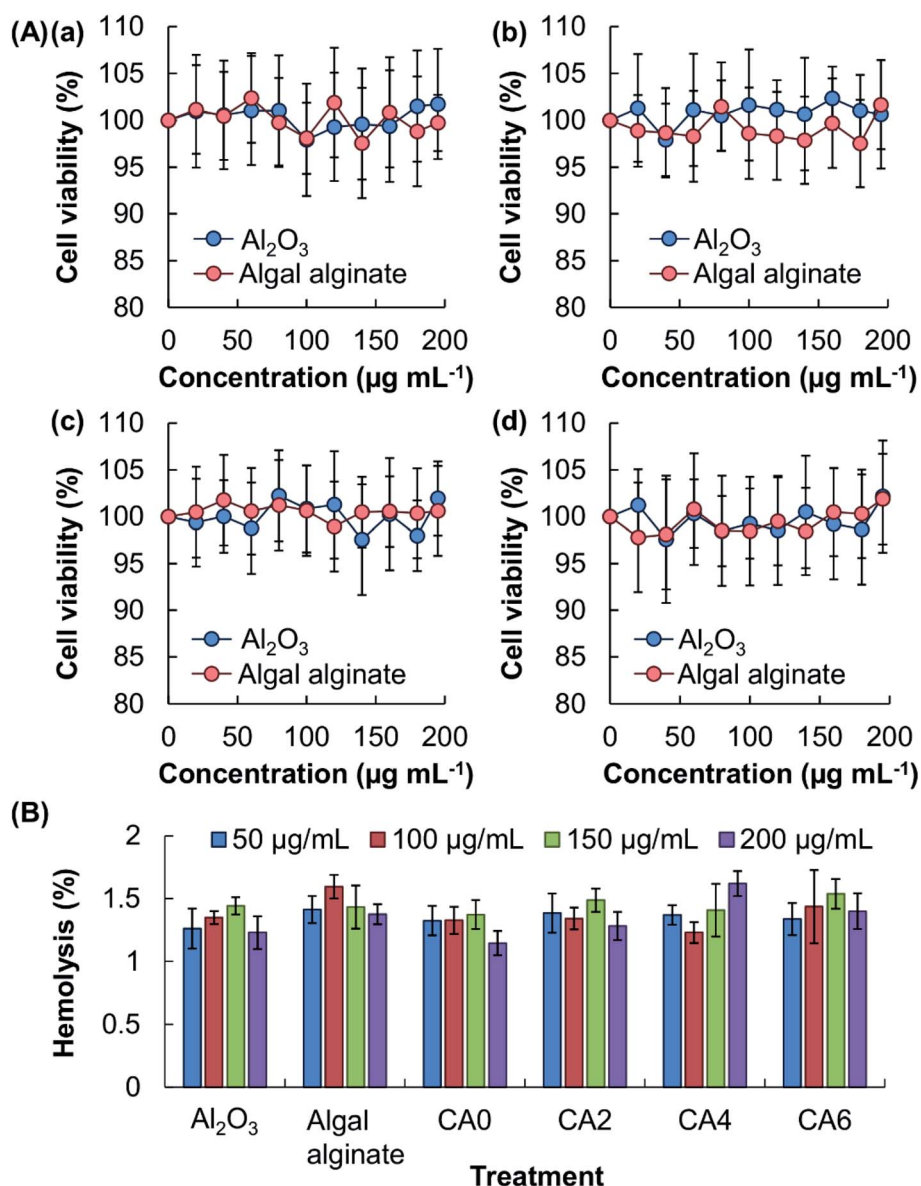 (A) (a)
Cell viability (%)
110
105
100
95
90
85
80
Al₂O₃
Algal alginate
0 50 100 150 200
Concentration (µg mL⁻¹)
(b)
Cell viability (%)
110
105
100
95
90
85
80
Al₂O₃
Algal alginate
0 50 100 150 200
Concentration (µg mL⁻¹)
(c)
Cell viability (%)
110
105
100
95
90
85
80
Al₂O₃
Algal alginate
0 50 100 150 200
Concentration (µg mL⁻¹)
(d)
Cell viability (%)
110
105
100
95
90
85
80
Al₂O₃
Algal alginate
0 50 100 150 200
Concentration (µg mL⁻¹)
(B)
Hemolysis (%)
2
1.5
1
0.5
0
50 µg/mL 100 µg/mL 150 µg/mL 200 µg/mL
Al₂O₃ Algal CA0 CA2 CA4 CA6
alginate
Treatment